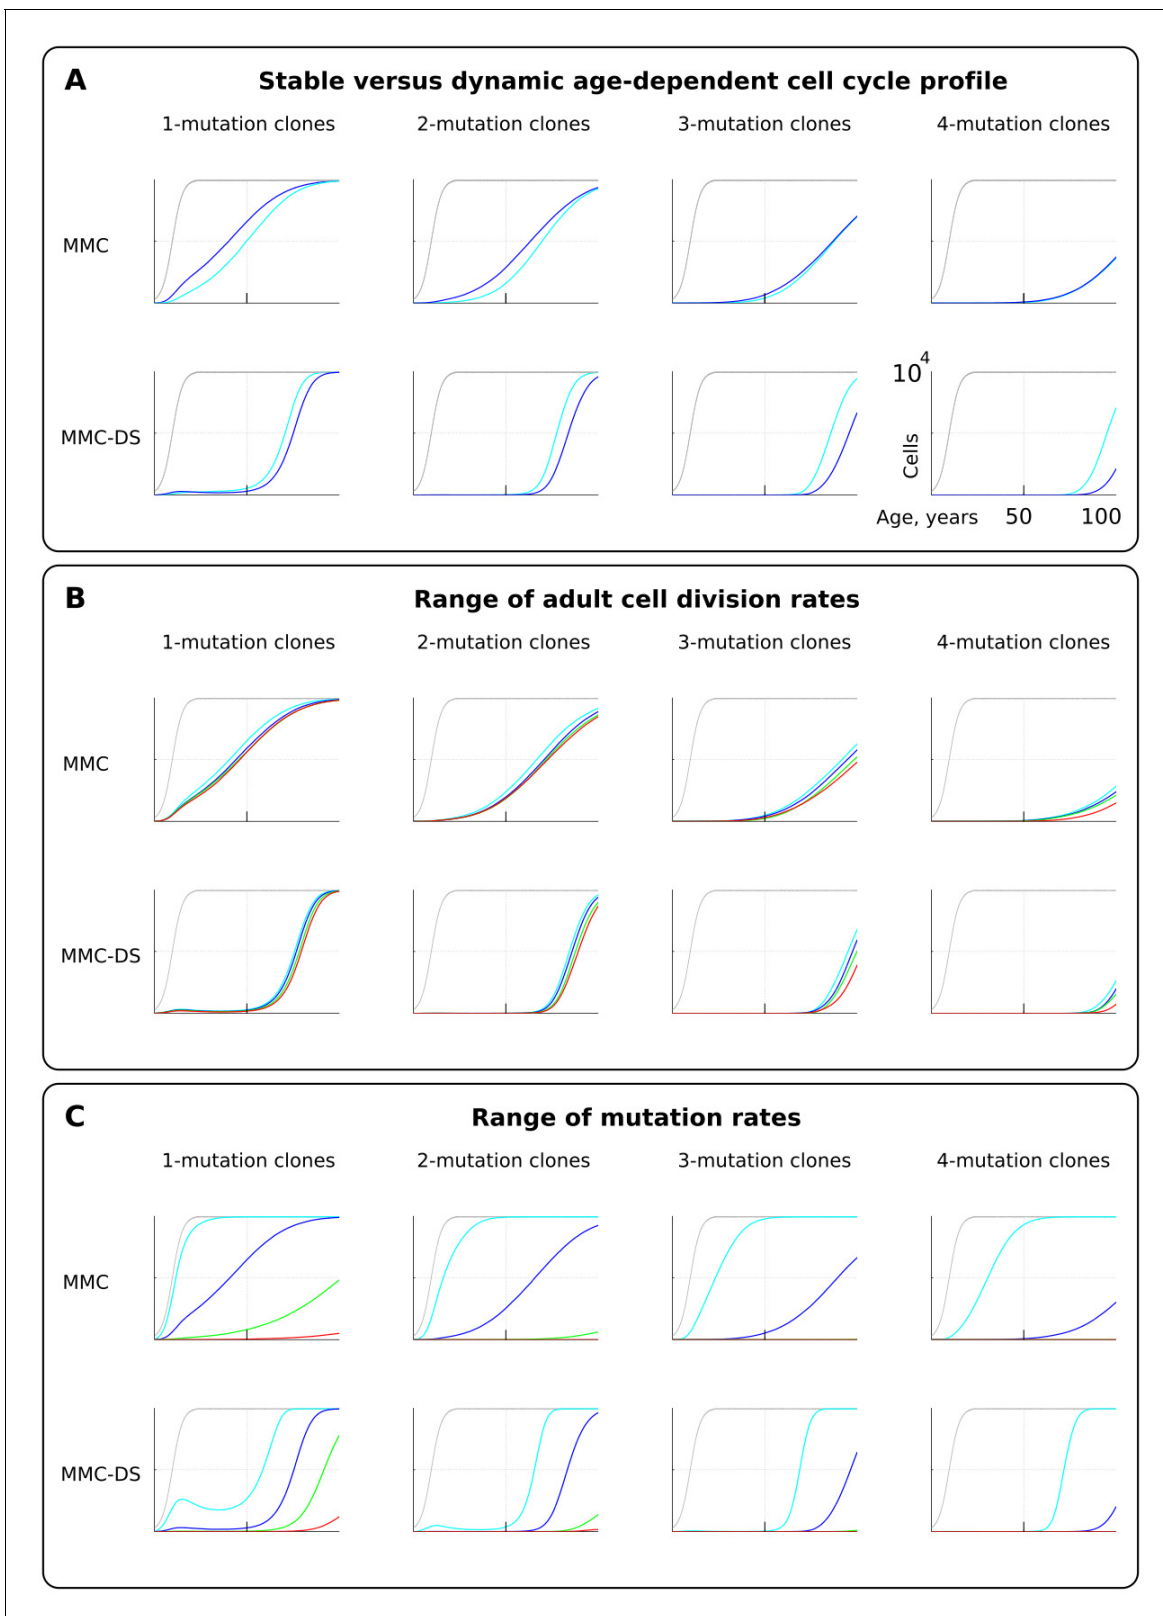 A
Stable versus dynamic age-dependent cell cycle profile
1-mutation clones 2-mutation clones 3-mutation clones 4-mutation clones
MMC
MMC-DS
10⁴
Cells
Age, years 50 100
B
Range of adult cell division rates
1-mutation clones 2-mutation clones 3-mutation clones 4-mutation clones
MMC
MMC-DS
C
Range of mutation rates
1-mutation clones 2-mutation clones 3-mutation clones 4-mutation clones
MMC
MMC-DS